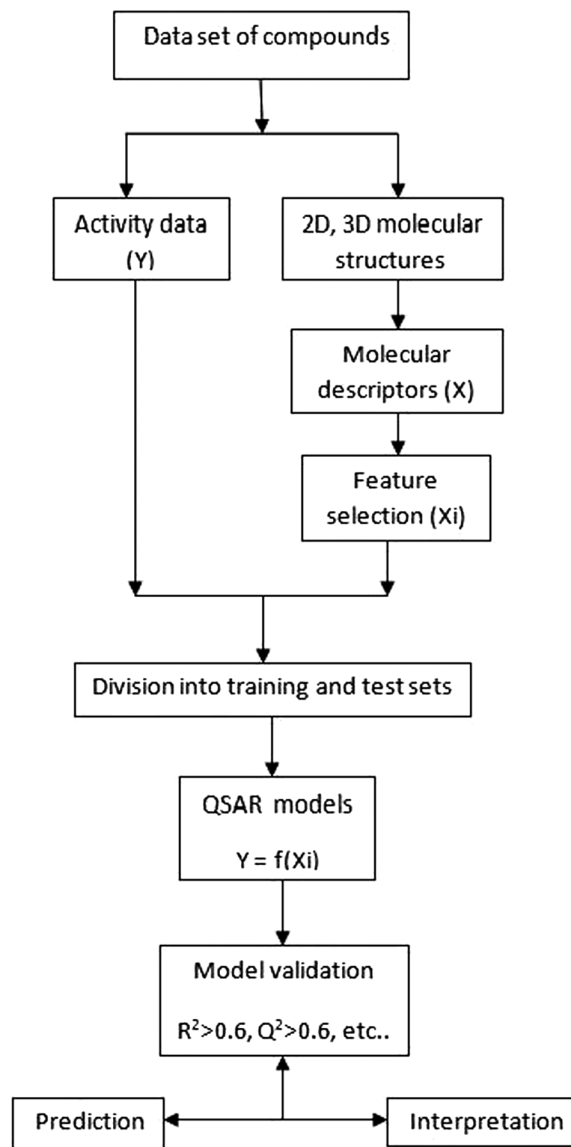 Data set of compounds
Activity data
(Y)
2D, 3D molecular
structures
Molecular
descriptors (X)
Feature
selection (Xi)
Division into training and test sets
QSAR models
Y = f(Xi)
Model validation
R²>0.6, Q²>0.6, etc..
Prediction
Interpretation